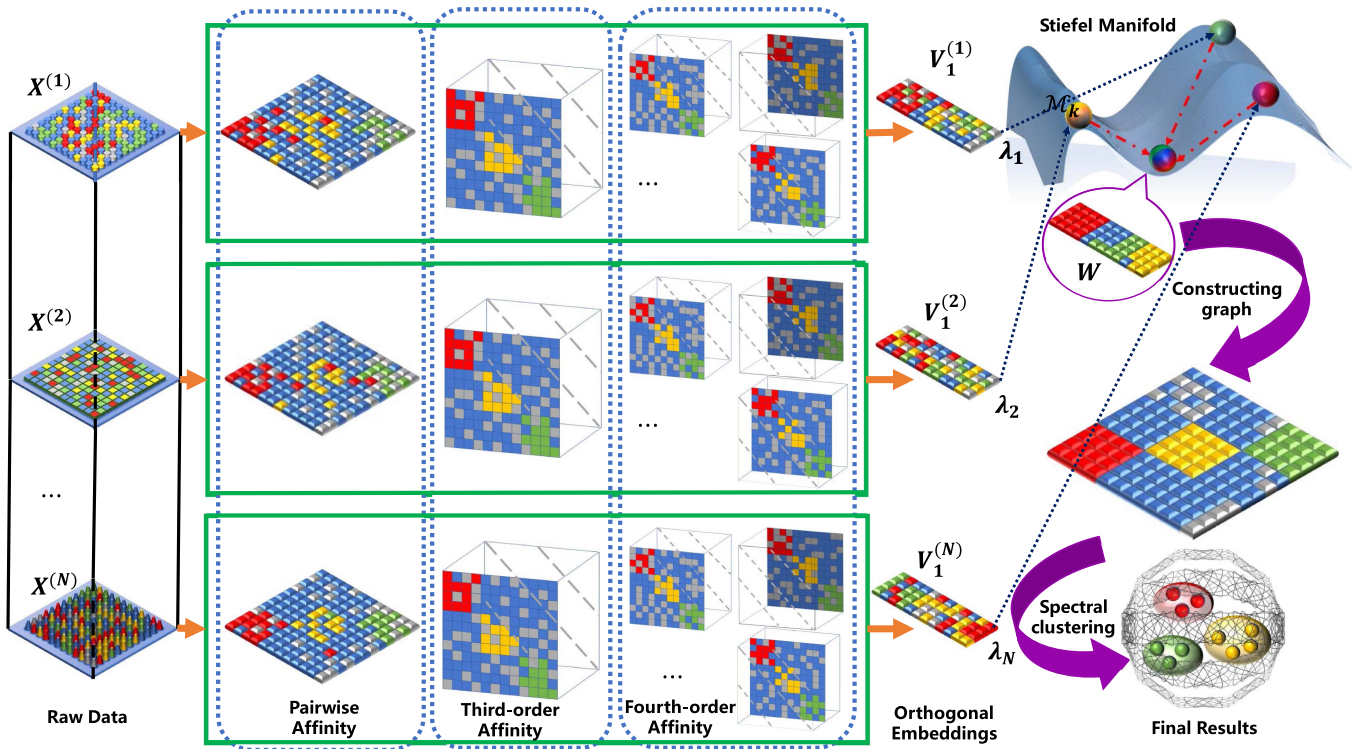 X^{(1)}
X^{(2)}
...
X^{(N)}
Raw Data
...
...
...
Pairwise
Affinity
Third-order
Affinity
Fourth-order
Affinity
V_1^{(1)}
λ_1
V_1^{(2)}
λ_2
V_1^{(N)}
λ_N
Orthogonal
Embeddings
Stiefel Manifold
ℳ_k
W
Constructing
graph
Spectral
clustering
Final Results